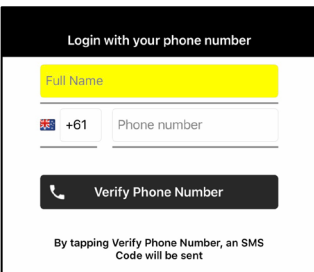 Login with your phone number
Full Name
+61 Phone number
Verify Phone Number
By tapping Verify Phone Number, an SMS
Code will be sent